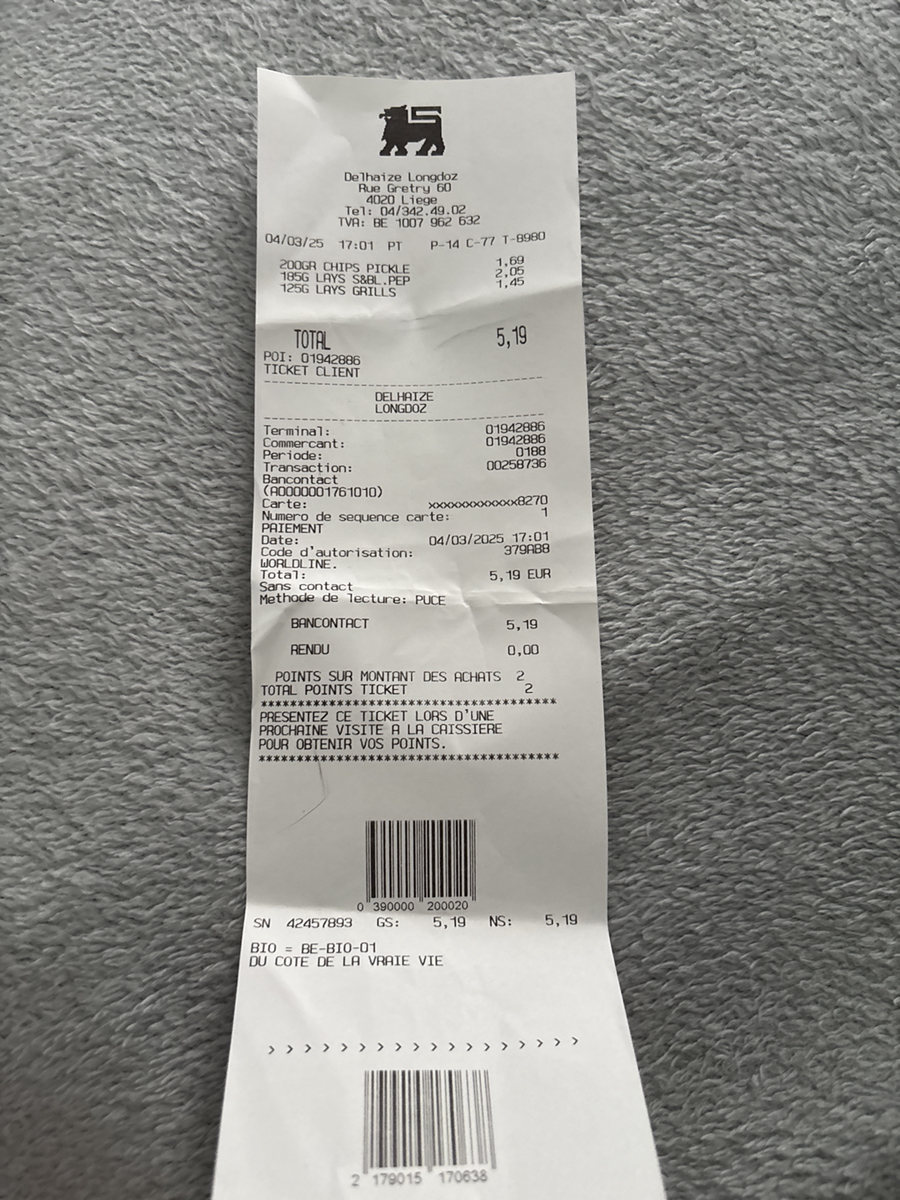 Delhaize Longdoz
Rue Gretry 60
4020 Liege
Tel: 04/342.49.02
TVA: BE 1007 962 632
04/03/25 17:01 PT P-14 C-77 T-8980
200GR CHIPS PICKLE 1,69
185G LAYS S&BL.PEP 2,05
125G LAYS GRILLS 1,45
TOTAL 5,19
POI: 01942886
TICKET CLIENT
--------------------------------
DELHAIZE
LONGDOZ
--------------------------------
Terminal: 01942886
Commercant: 01942886
Periode: 0188
Transaction: 00258736
Bancontact
(A0000001761010)
Carte: xxxxxxxxxxxxx8270
Numero de sequence carte: 1
PAIEMENT
Date: 04/03/2025 17:01
Code d'autorisation: 379AB8
WORLDLINE.
Total: 5,19 EUR
Sans contact
Methode de lecture: PUCE
BANCONTACT 5,19
RENDU 0,00
POINTS SUR MONTANT DES ACHATS 2
TOTAL POINTS TICKET 2
**************************************
PRESENTEZ CE TICKET LORS D'UNE
PROCHAINE VISITE A LA CAISSIERE
POUR OBTENIR VOS POINTS.
**************************************
0 390000 200020
SN 42457893 GS: 5,19 NS: 5,19
BIO = BE-BIO-01
DU COTE DE LA VRAIE VIE
> > > > > > > > > > > > > > > > > >
2 179015 170638